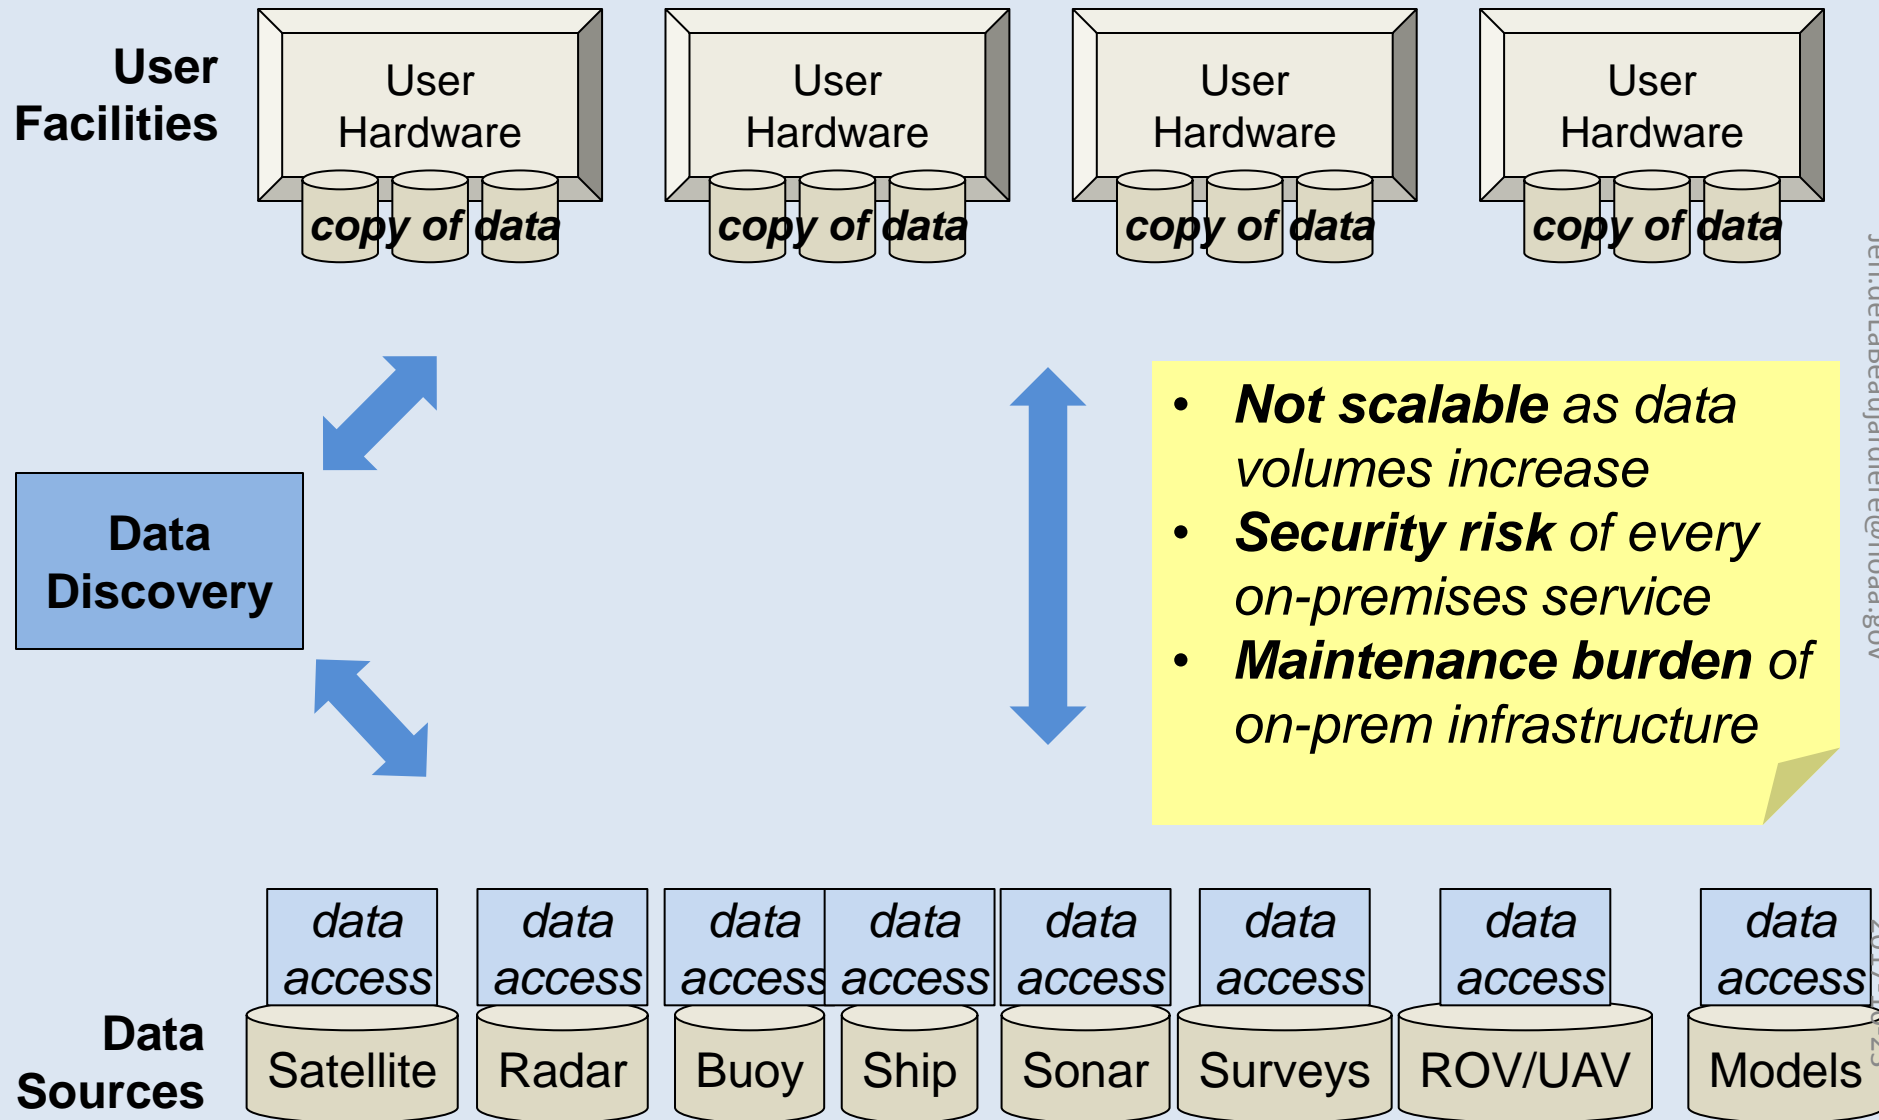 User
Facilities
User
Hardware
copy of data
User
Hardware
copy of data
User
Hardware
copy of data
User
Hardware
copy of data
Data
Discovery
• Not scalable as data
volumes increase
• Security risk of every
on-premises service
• Maintenance burden of
on-prem infrastructure
data
access
data
access
data
access
data
access
data
access
data
access
data
access
data
access
Data
Sources
Satellite
Radar
Buoy
Ship
Sonar
Surveys
ROV/UAV
Models